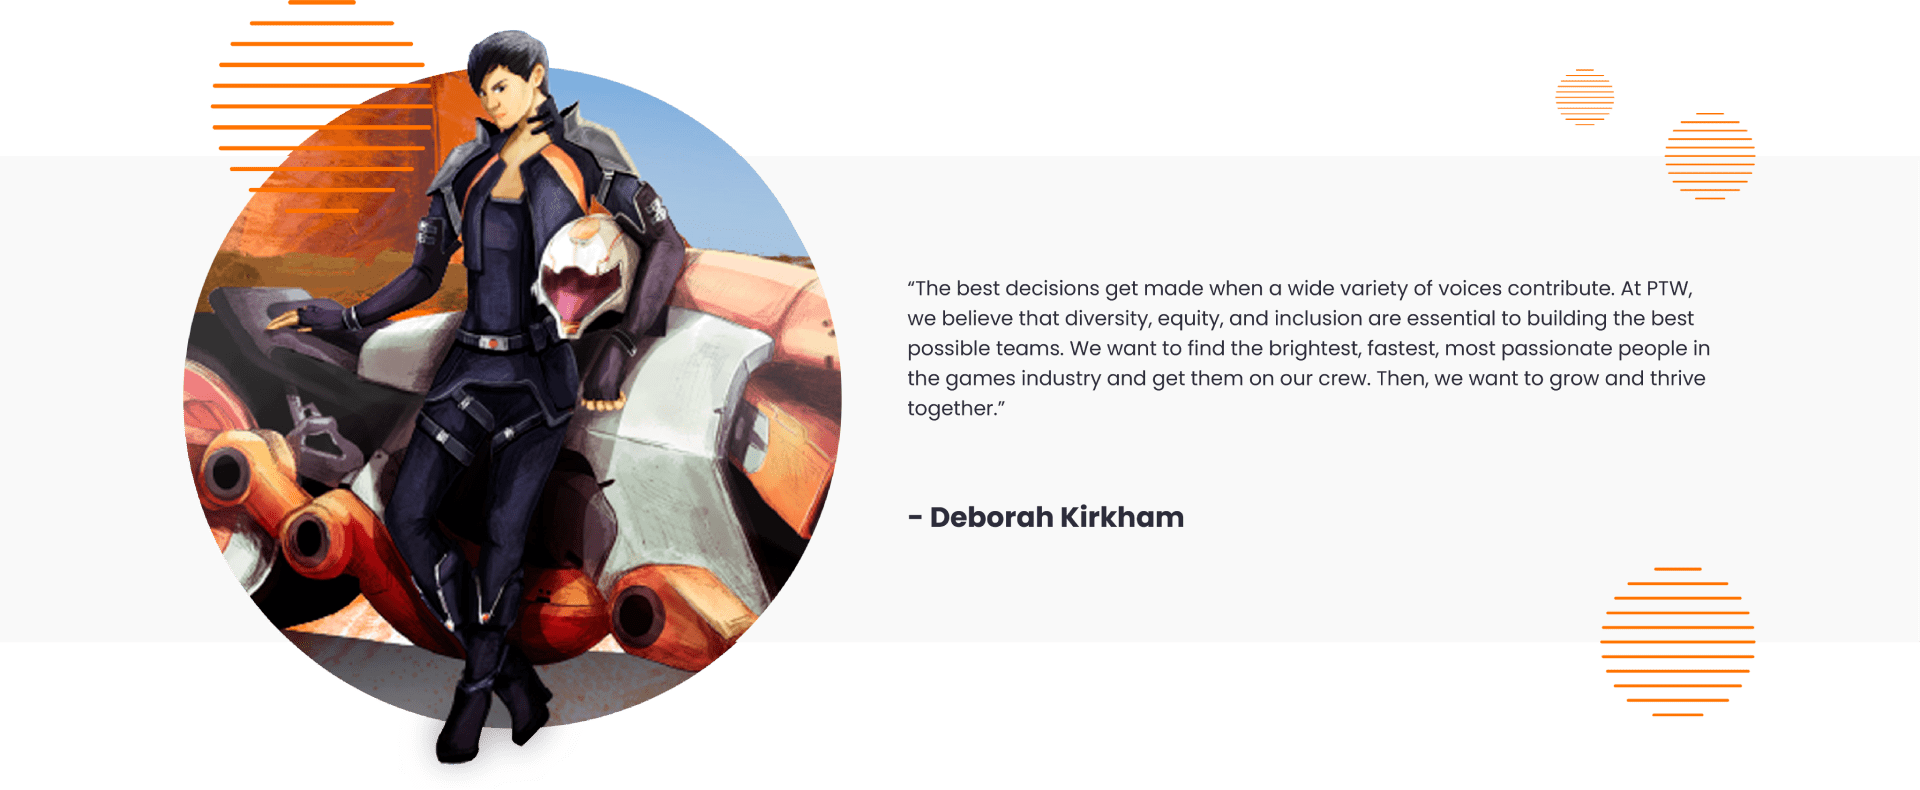 “The best decisions get made when a wide variety of voices contribute. At PTW,
we believe that diversity, equity, and inclusion are essential to building the best
possible teams. We want to find the brightest, fastest, most passionate people in
the games industry and get them on our crew. Then, we want to grow and thrive
together.”
- Deborah Kirkham